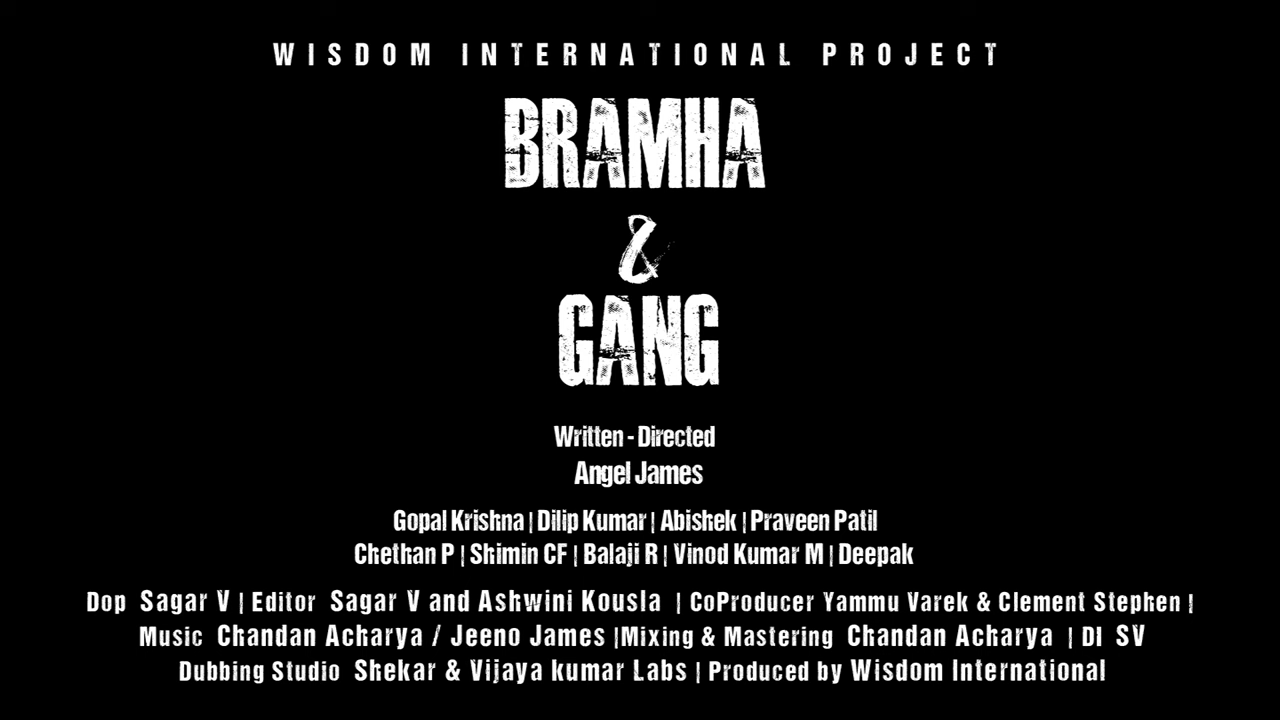 WISDOM INTERNATIONAL PROJECT
BRAMHA
&
GANG
Written - Directed
Angel James
Gopal Krishna | Dilip Kumar | Abishek | Praveen Patil
Chethan P | Shimin CF | Balaji R | Vinod Kumar M | Deepak
Dop Sagar V | Editor Sagar V and Ashwini Kousla | CoProducer Yammu Varek & Clement Stephen |
Music Chandan Acharya / Jeeno James |Mixing & Mastering Chandan Acharya | DI SV
Dubbing Studio Shekar & Vijaya kumar Labs | Produced by Wisdom International